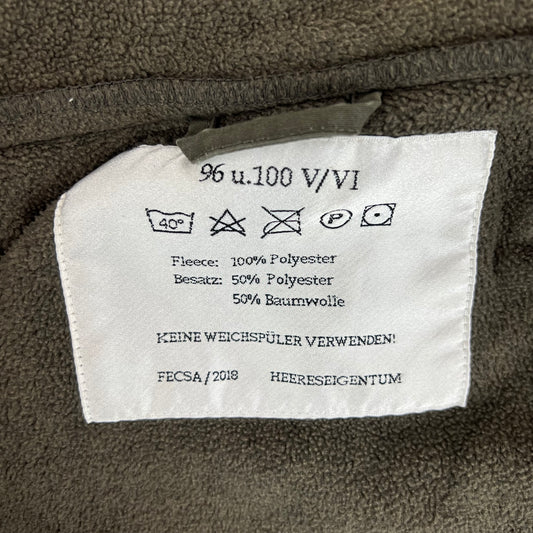 96 u.100 V/VI
40° P
Fleece: 100% Polyester
Besatz: 50% Polyester
50% Baumwolle
KEINE WEICHSPÜLER VERWENDEN!
FECSA / 2018 HEERESEIGENTUM